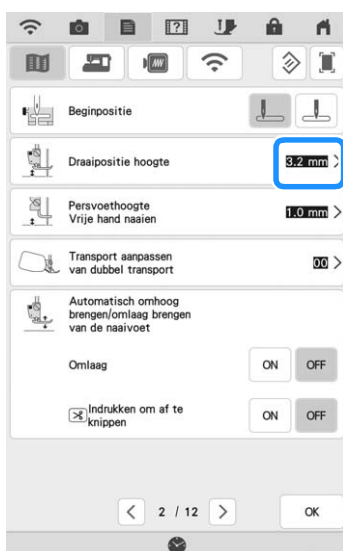 Beginpositie
Draaipositie hoogte
3.2 mm
Persvoethoogte
Vrije hand naaien
1.0 mm
Transport aanpassen
van dubbel transport
00
Automatisch omhoog
brengen/omlaag brengen
van de naaivoet
Omlaag
ON
OFF
Indrukken om af te
knippen
ON
OFF
2 / 12
OK